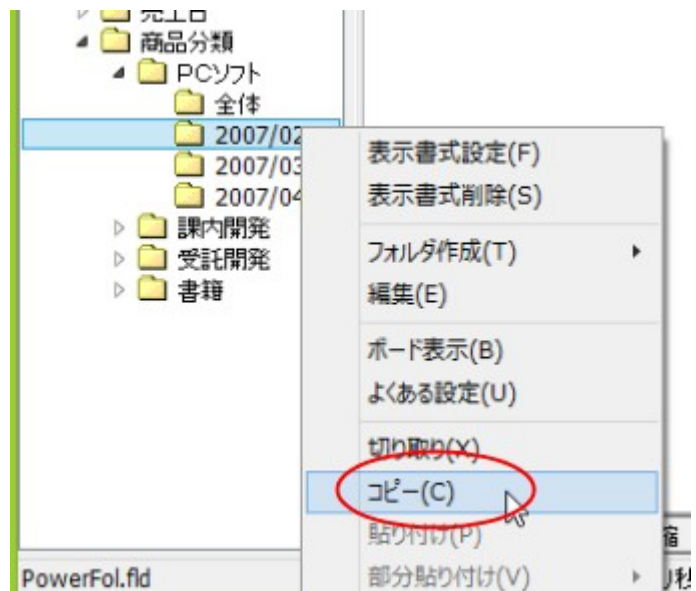 売上日
商品分類
PCソフト
全体
2007/02
2007/03
2007/04
課内開発
受託開発
書籍
表示書式設定(F)
表示書式削除(S)
フォルダ作成(T)
編集(E)
ボード表示(B)
よくある設定(U)
切り取り(X)
コピー(C)
貼り付け(P)
部分貼り付け(V)
縮
PowerFol.fld